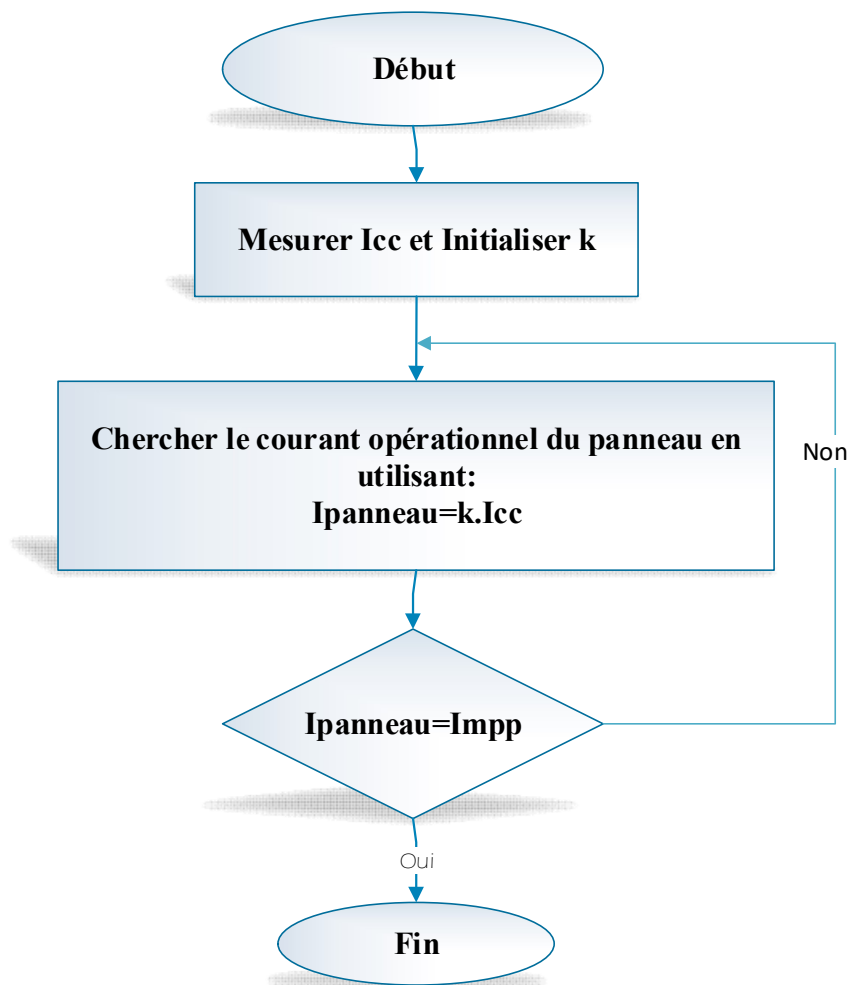 Début
Mesurer Icc et Initialiser k
Chercher le courant opérationnel du panneau en
utilisant:
Ipanneau=k.Icc
Non
Ipanneau=Impp
Oui
Fin